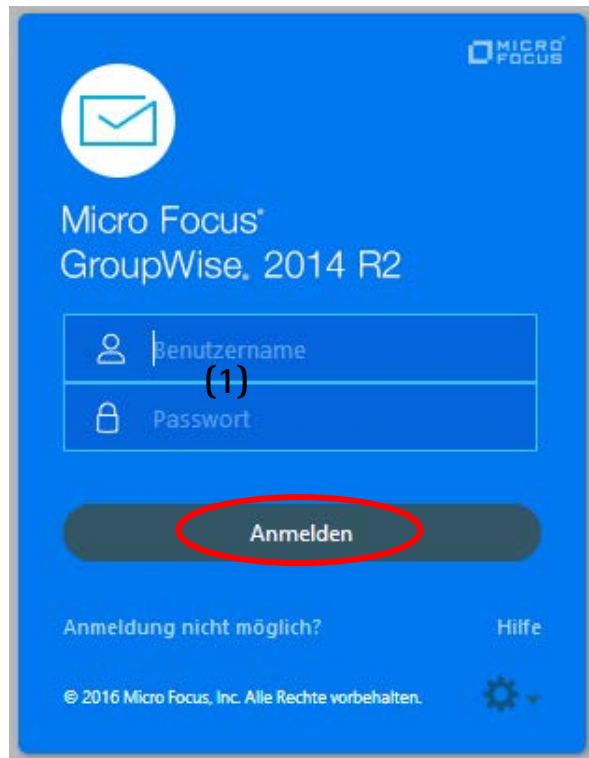 MICRO
FOCUS
Micro Focus®
GroupWise® 2014 R2
Benutzername
(1)
Passwort
Anmelden
Anmeldung nicht möglich? Hilfe
© 2016 Micro Focus, Inc. Alle Rechte vorbehalten.